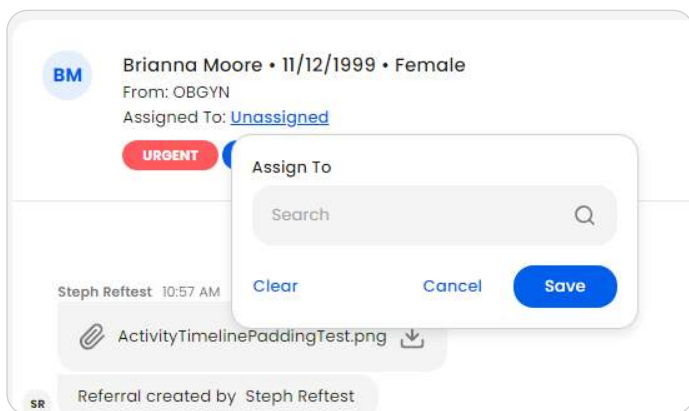 BM
Brianna Moore • 11/12/1999 • Female
From: OBGYN
Assigned To: Unassigned
URGENT
Assign To
Search
Clear Cancel Save
Steph Reftest 10:57 AM
ActivityTimelinePaddingTest.png
SR
Referral created by Steph Reftest